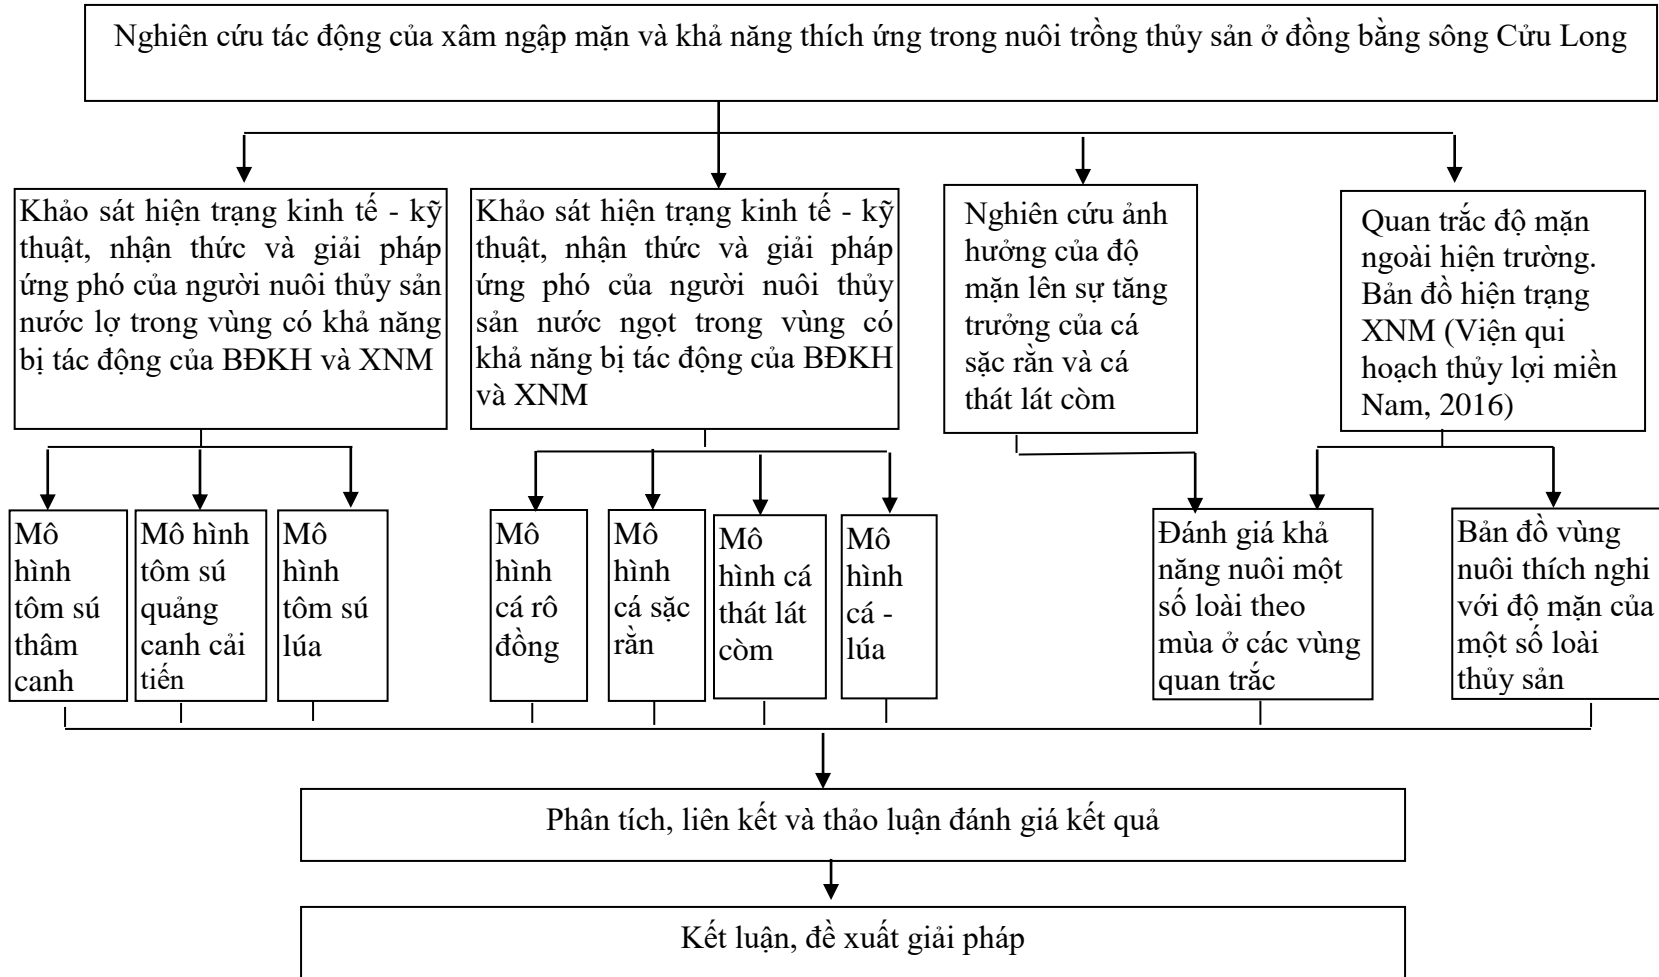 Nghiên cứu tác động của xâm ngập mặn và khả năng thích ứng trong nuôi trồng thủy sản ở đồng bằng sông Cửu Long
Khảo sát hiện trạng kinh tế - kỹ
thuật, nhận thức và giải pháp
ứng phó của người nuôi thủy sản
nước lợ trong vùng có khả năng
bị tác động của BĐKH và XNM
Khảo sát hiện trạng kinh tế - kỹ
thuật, nhận thức và giải pháp
ứng phó của người nuôi thủy
sản nước ngọt trong vùng có
khả năng bị tác động của BĐKH
và XNM
Nghiên cứu ảnh
hưởng của độ
mặn lên sự tăng
trưởng của cá
sặc rằn và cá
thát lát còm
Quan trắc độ mặn
ngoài hiện trường.
Bản đồ hiện trạng
XNM (Viện qui
hoạch thủy lợi miền
Nam, 2016)
Mô
hình
tôm sú
thâm
canh
Mô hình
tôm sú
quảng
canh cải
tiến
Mô
hình
tôm sú
lúa
Mô
hình
cá rô
đồng
Mô
hình
cá sặc
rằn
Mô
hình cá
thát lát
còm
Mô
hình
cá -
lúa
Đánh giá khả
năng nuôi một
số loài theo
mùa ở các vùng
quan trắc
Bản đồ vùng
nuôi thích nghi
với độ mặn của
một số loài
thủy sản
Phân tích, liên kết và thảo luận đánh giá kết quả
Kết luận, đề xuất giải pháp